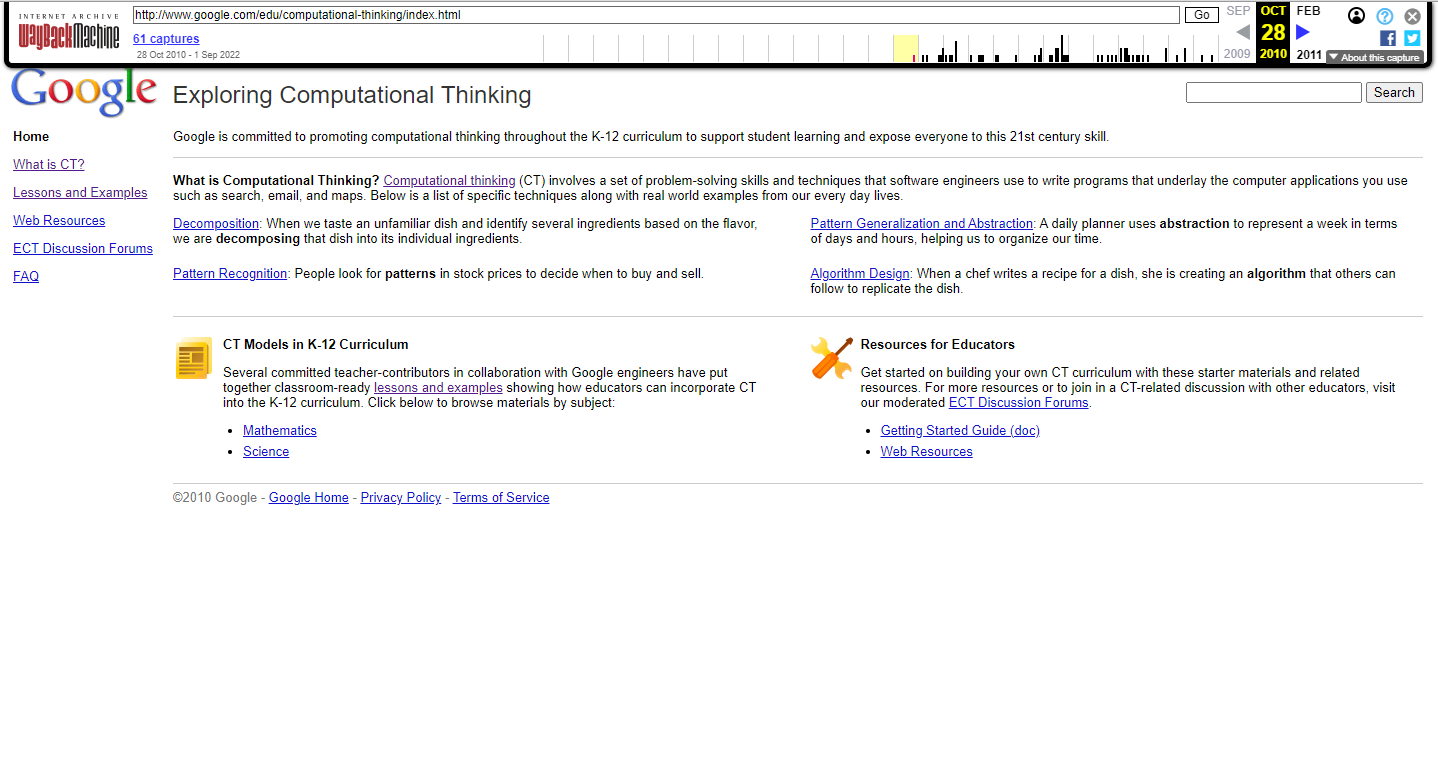 INTERNET ARCHIVE
WayBackMachine
http://www.google.com/edu/computational-thinking/index.html
Go
61 captures
28 Oct 2010 - 1 Sep 2022
SEP OCT FEB
28
2009 2010 2011
About this capture
Google
Exploring Computational Thinking
Search
Home
What is CT?
Lessons and Examples
Web Resources
ECT Discussion Forums
FAQ
Google is committed to promoting computational thinking throughout the K-12 curriculum to support student learning and expose everyone to this 21st century skill.
What is Computational Thinking? Computational thinking (CT) involves a set of problem-solving skills and techniques that software engineers use to write programs that underlay the computer applications you use
such as search, email, and maps. Below is a list of specific techniques along with real world examples from our every day lives.
Decomposition: When we taste an unfamiliar dish and identify several ingredients based on the flavor,
we are decomposing that dish into its individual ingredients.
Pattern Recognition: People look for patterns in stock prices to decide when to buy and sell.
Pattern Generalization and Abstraction: A daily planner uses abstraction to represent a week in terms
of days and hours, helping us to organize our time.
Algorithm Design: When a chef writes a recipe for a dish, she is creating an algorithm that others can
follow to replicate the dish.
CT Models in K-12 Curriculum
Several committed teacher-contributors in collaboration with Google engineers have put
together classroom-ready lessons and examples showing how educators can incorporate CT
into the K-12 curriculum. Click below to browse materials by subject:
• Mathematics
• Science
Resources for Educators
Get started on building your own CT curriculum with these starter materials and related
resources. For more resources or to join in a CT-related discussion with other educators, visit
our moderated ECT Discussion Forums.
• Getting Started Guide (doc)
• Web Resources
©2010 Google - Google Home - Privacy Policy - Terms of Service